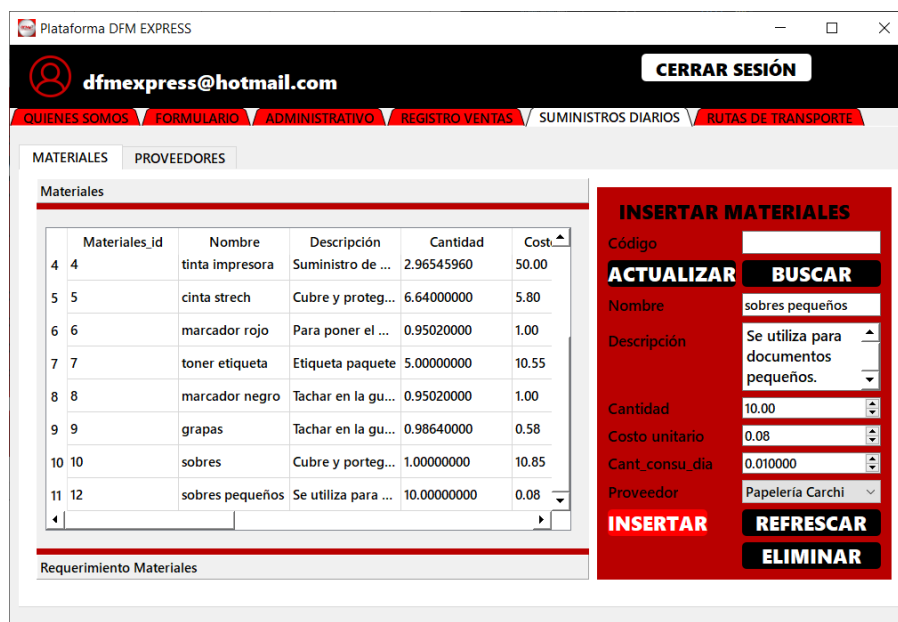 Plataforma DFM EXPRESS
dfmexpress@hotmail.com
CERRAR SESIÓN
QUIENES SOMOS FORMULARIO ADMINISTRATIVO REGISTRO VENTAS SUMINISTROS DIARIOS RUTAS DE TRANSPORTE
MATERIALES PROVEEDORES
Materiales
Materiales_id Nombre Descripción Cantidad Costo
4 4 tinta impresora Suministro de ... 2.96545960 50.00
5 5 cinta strech Cubre y proteg... 6.64000000 5.80
6 6 marcador rojo Para poner el ... 0.95020000 1.00
7 7 toner etiqueta Etiqueta paquete 5.00000000 10.55
8 8 marcador negro Tachar en la gu... 0.95020000 1.00
9 9 grapas Tachar en la gu... 0.98640000 0.58
10 10 sobres Cubre y porteg... 1.00000000 10.85
11 12 sobres pequeños Se utiliza para ... 10.00000000 0.08
Requerimiento Materiales
INSERTAR MATERIALES
Código
ACTUALIZAR BUSCAR
Nombre sobres pequeños
Descripción Se utiliza para
documentos
pequeños.
Cantidad 10.00
Costo unitario 0.08
Cant_consu_dia 0.010000
Proveedor Papelería Carchi
INSERTAR REFRESCAR
ELIMINAR